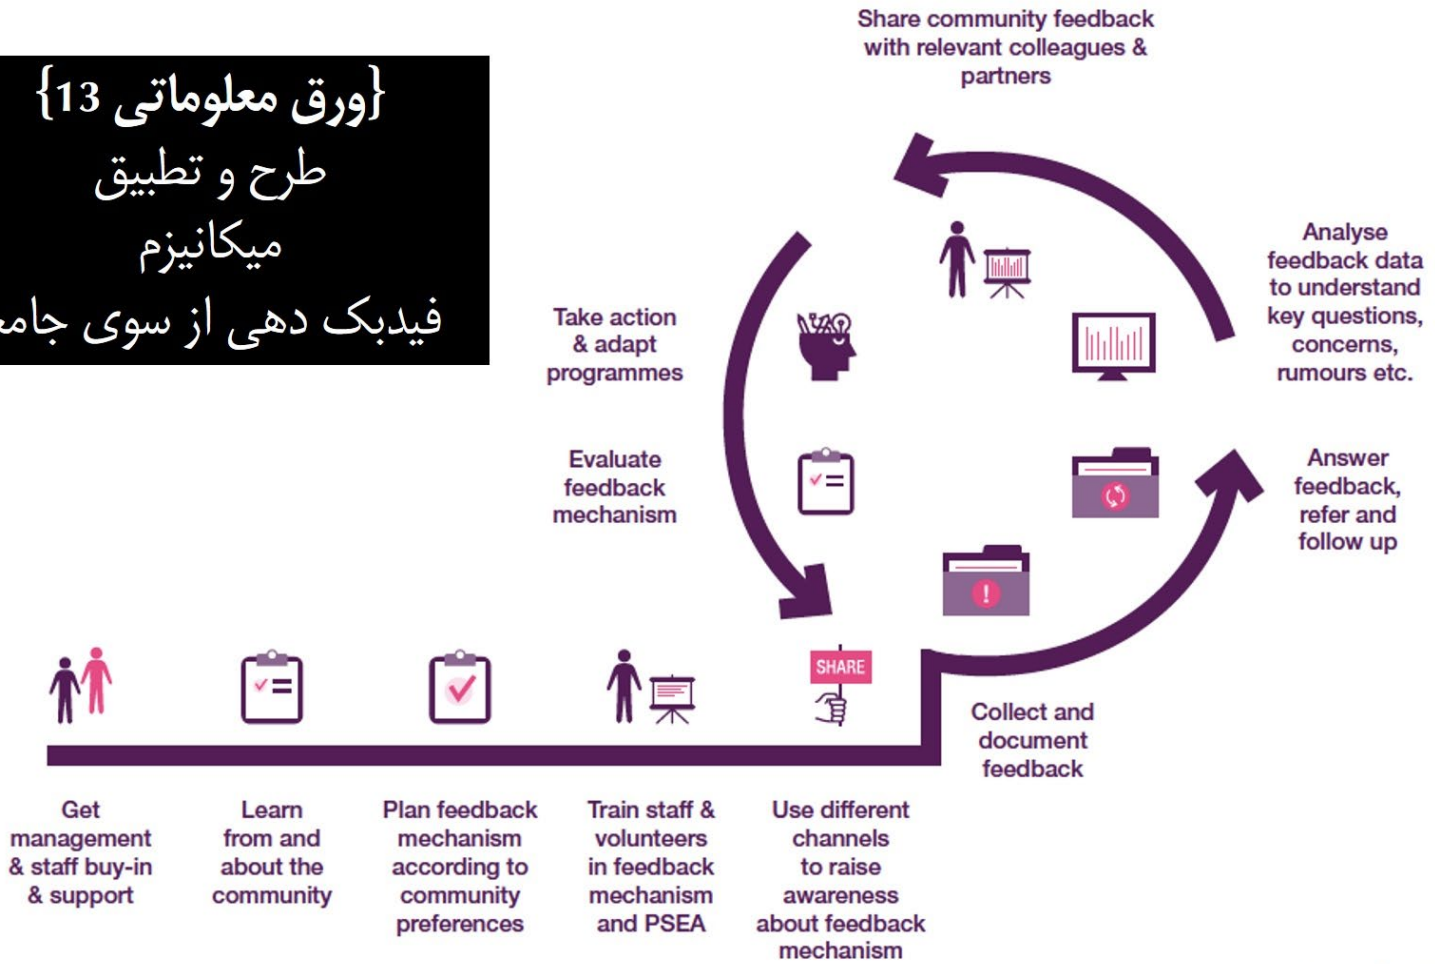 {ورق معلوماتی 13}
طرح و تطبیق
میکانیزم
فیدبک دهی از سوی
Share community feedback
with relevant colleagues &
partners
Analyse
feedback data
to understand
key questions,
concerns,
rumours etc.
Take action
& adapt
programmes
Evaluate
feedback
mechanism
Answer
feedback,
refer and
follow up
SHARE
Collect and
document
feedback
Get
management
& staff buy-in
& support
Learn
from and
about the
community
Plan feedback
mechanism
according to
community
preferences
Train staff &
volunteers
in feedback
mechanism
and PSEA
Use different
channels
to raise
awareness
about feedback
mechanism